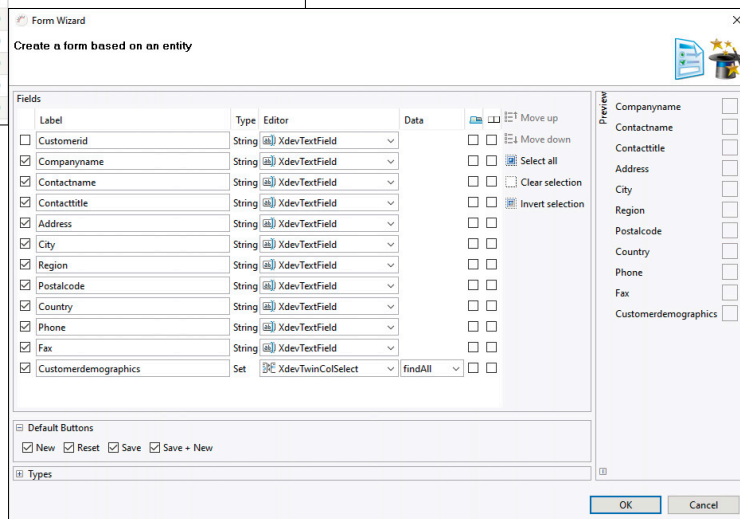 Form Wizard
Create a form based on an entity
Fields
Label Type Editor Data
Customerid String XdevTextField
Companyname String XdevTextField
Contactname String XdevTextField
Contacttitle String XdevTextField
Address String XdevTextField
City String XdevTextField
Region String XdevTextField
Postalcode String XdevTextField
Country String XdevTextField
Phone String XdevTextField
Fax String XdevTextField
Customerdemographics Set XdevTwinColSelect findAll
Move up
Move down
Select all
Clear selection
Invert selection
Preview
Companyname
Contactname
Contacttitle
Address
City
Region
Postalcode
Country
Phone
Fax
Customerdemographics
Default Buttons
New Reset Save Save + New
Types
OK Cancel